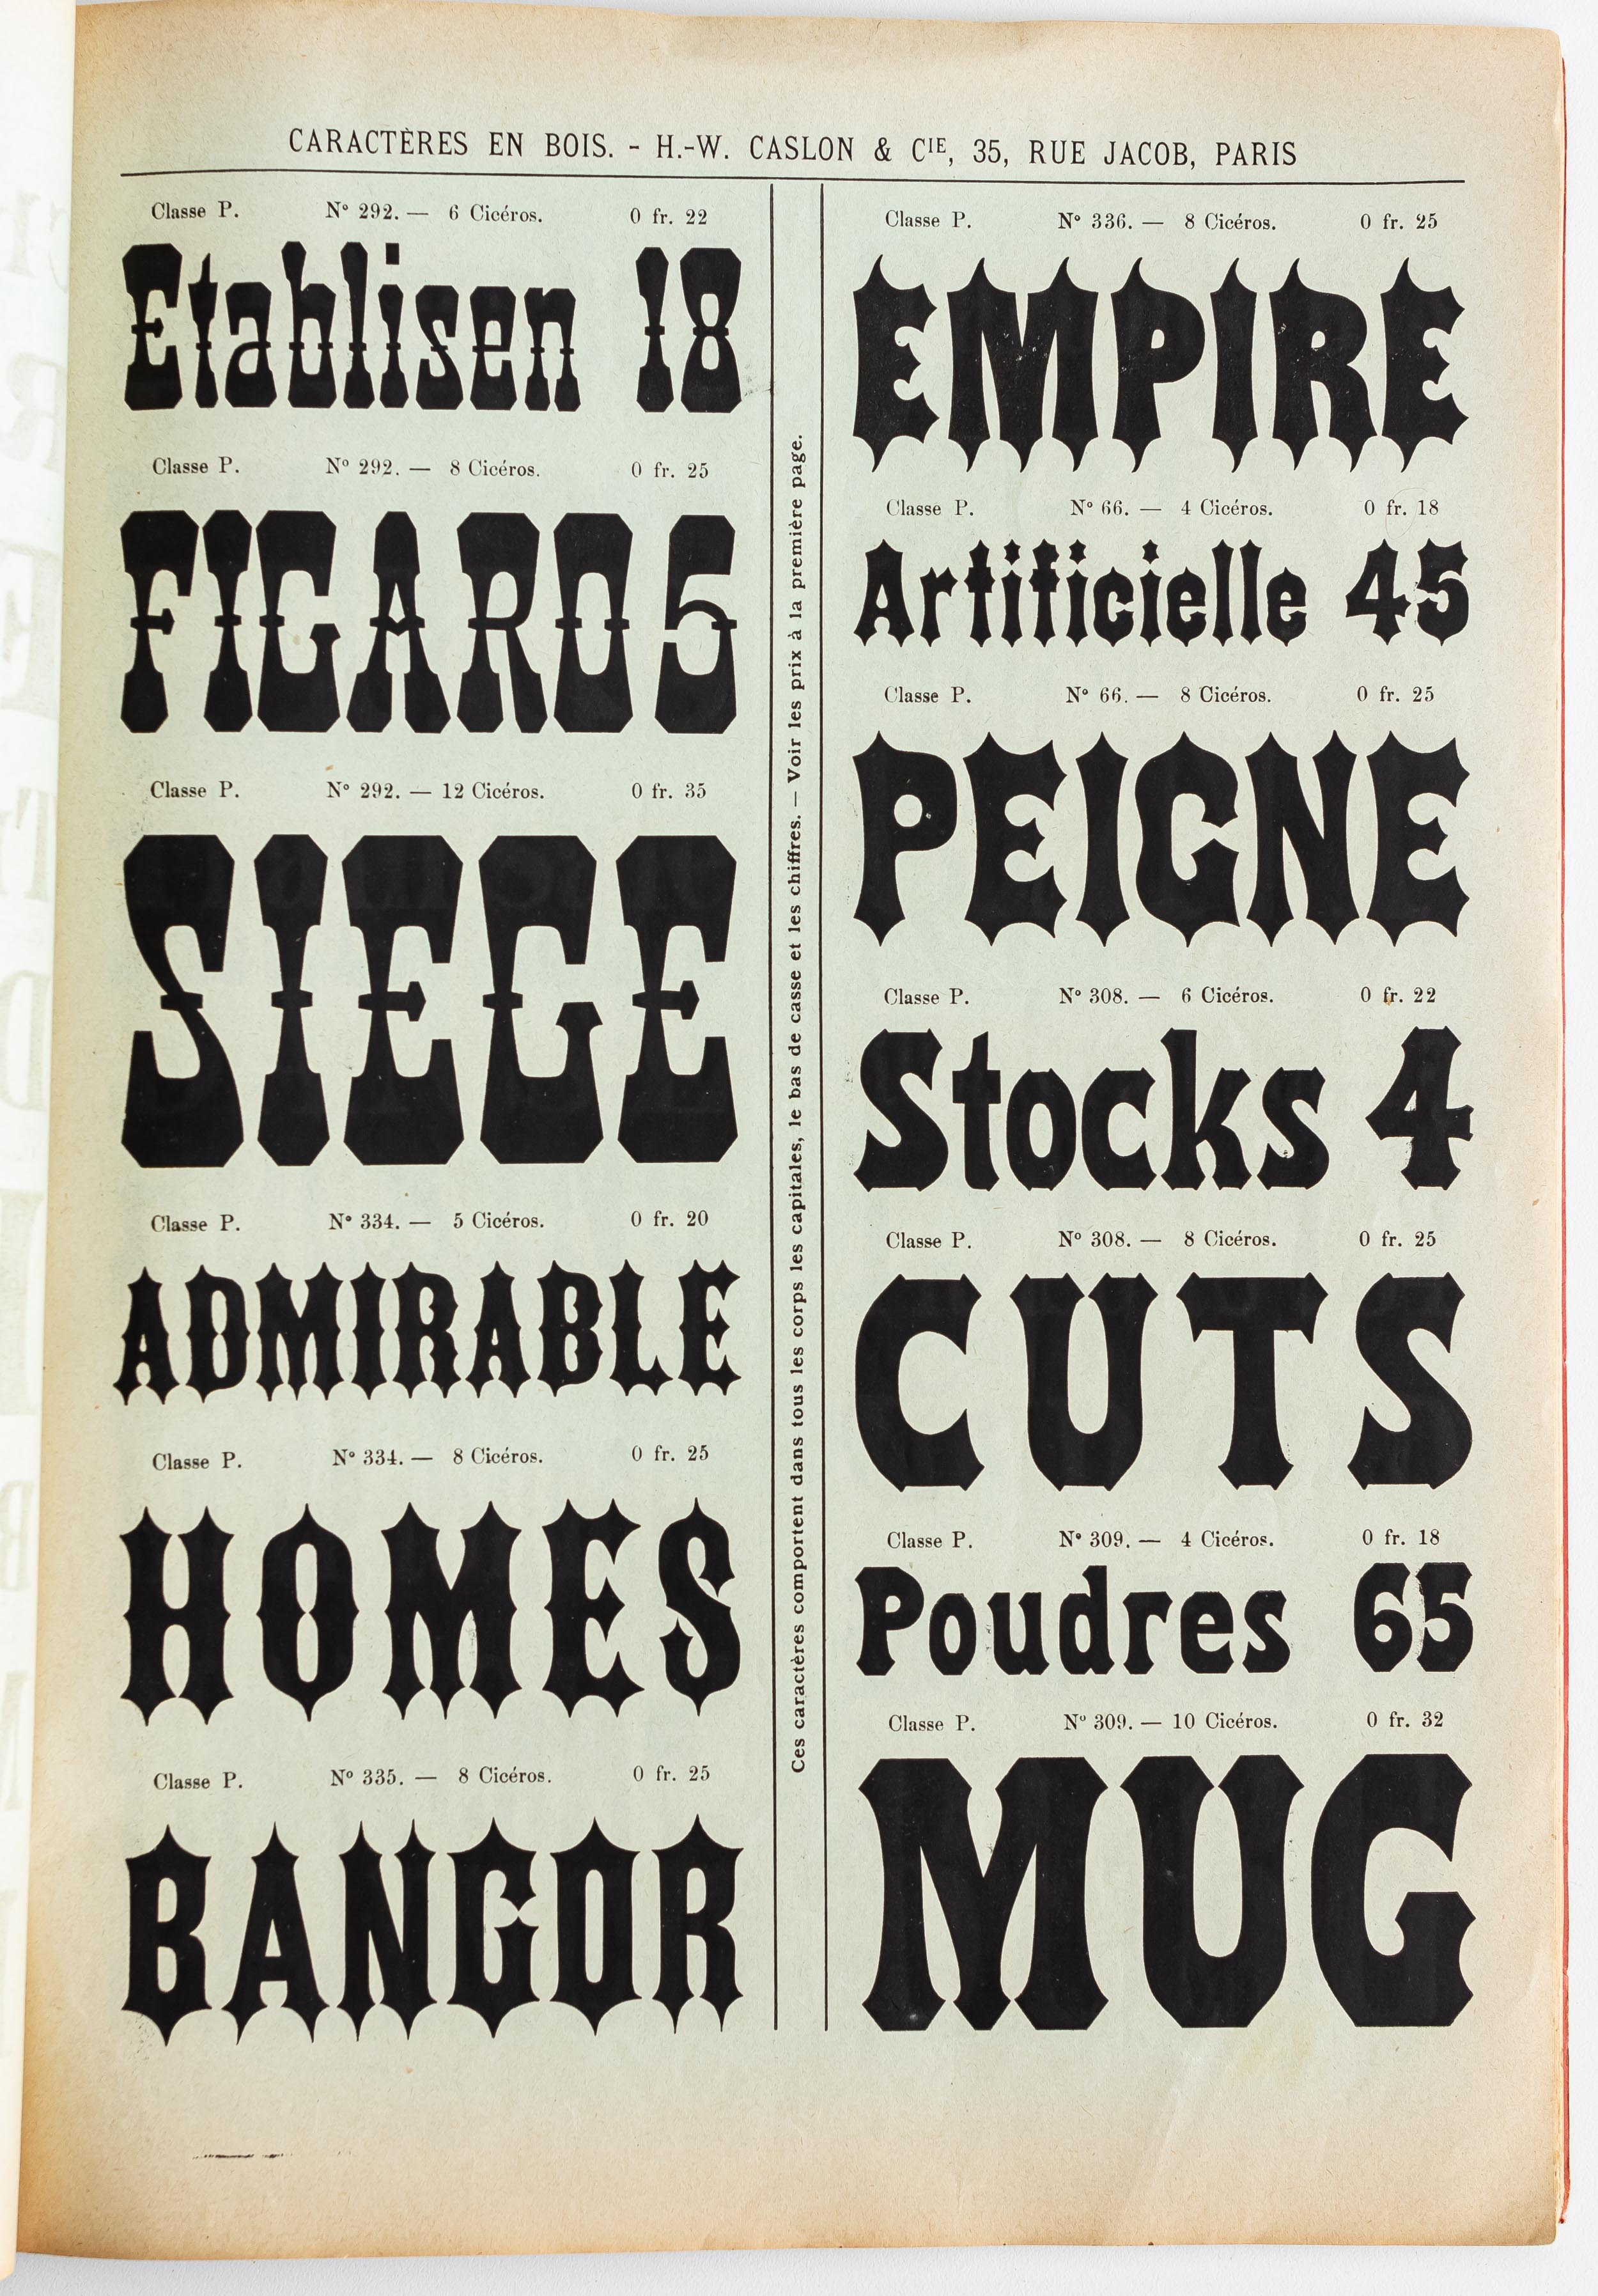 CARACTÈRES EN BOIS. - H.-W. CASLON & CIE, 35, RUE JACOB, PARIS
Classe P. N° 292. — 6 Cicéros. 0 fr. 22
Etablisen 18
Classe P. N° 292. — 8 Cicéros. 0 fr. 25
FIGARO 5
Classe P. N° 292. — 12 Cicéros. 0 fr. 35
SIEGE
Classe P. N° 334. — 5 Cicéros. 0 fr. 20
ADMIRABLE
Classe P. N° 334. — 8 Cicéros. 0 fr. 25
HOMES
Classe P. N° 335. — 8 Cicéros. 0 fr. 25
BANGOR
Ces caractères comportent dans tous les corps les capitales, le bas de casse et les chiffres. — Voir les prix à la première page.
Classe P. N° 336. — 8 Cicéros. 0 fr. 25
EMPIRE
Classe P. N° 66. — 4 Cicéros. 0 fr. 18
Artificielle 45
Classe P. N° 66. — 8 Cicéros. 0 fr. 25
PEIGNE
Classe P. N° 308. — 6 Cicéros. 0 fr. 22
Stocks 4
Classe P. N° 308. — 8 Cicéros. 0 fr. 25
CUTS
Classe P. N° 309. — 4 Cicéros. 0 fr. 18
Poudres 65
Classe P. N° 309. — 10 Cicéros. 0 fr. 32
MUG